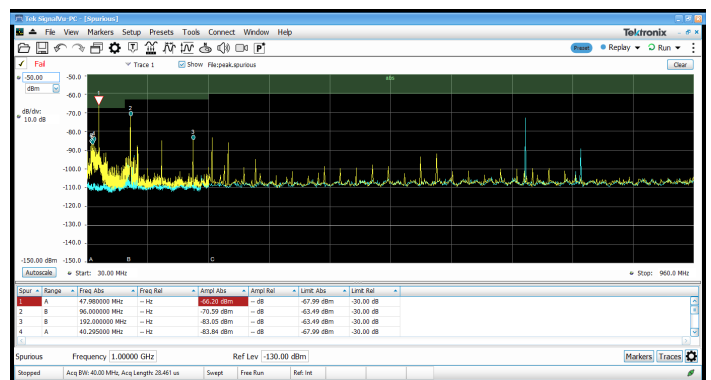 Tek SignalVu-PC - [Spurious]
File View Markers Setup Presets Tools Connect Window Help
Tektronix
Preset Replay Run
Fail Trace 1 Show File:peak.spurious Clear
-50.00
dBm
dB/div:
10.0 dB
-50.0
-60.0
-70.0
-80.0
-90.0
-100.0
-110.0
-120.0
-130.0
-140.0
-150.00 dBm -150.0
abs
1
2
3
A B C
Autoscale Start: 30.00 MHz Stop: 960.0 MHz
Spur Range Freq Abs Freq Rel Ampl Abs Ampl Rel Limit Abs Limit Rel
1 A 47.980000 MHz -- Hz -66.20 dBm -- dB -67.99 dBm -30.00 dB
2 B 96.000000 MHz -- Hz -70.59 dBm -- dB -63.49 dBm -30.00 dB
3 B 192.000000 MHz -- Hz -83.05 dBm -- dB -63.49 dBm -30.00 dB
4 A 40.295000 MHz -- Hz -83.84 dBm -- dB -67.99 dBm -30.00 dB
Spurious Frequency 1.00000 GHz Ref Lev -130.00 dBm Markers Traces
Stopped Acq BW: 40.00 MHz, Acq Length: 28.461 us Swept Free Run Ref: Int